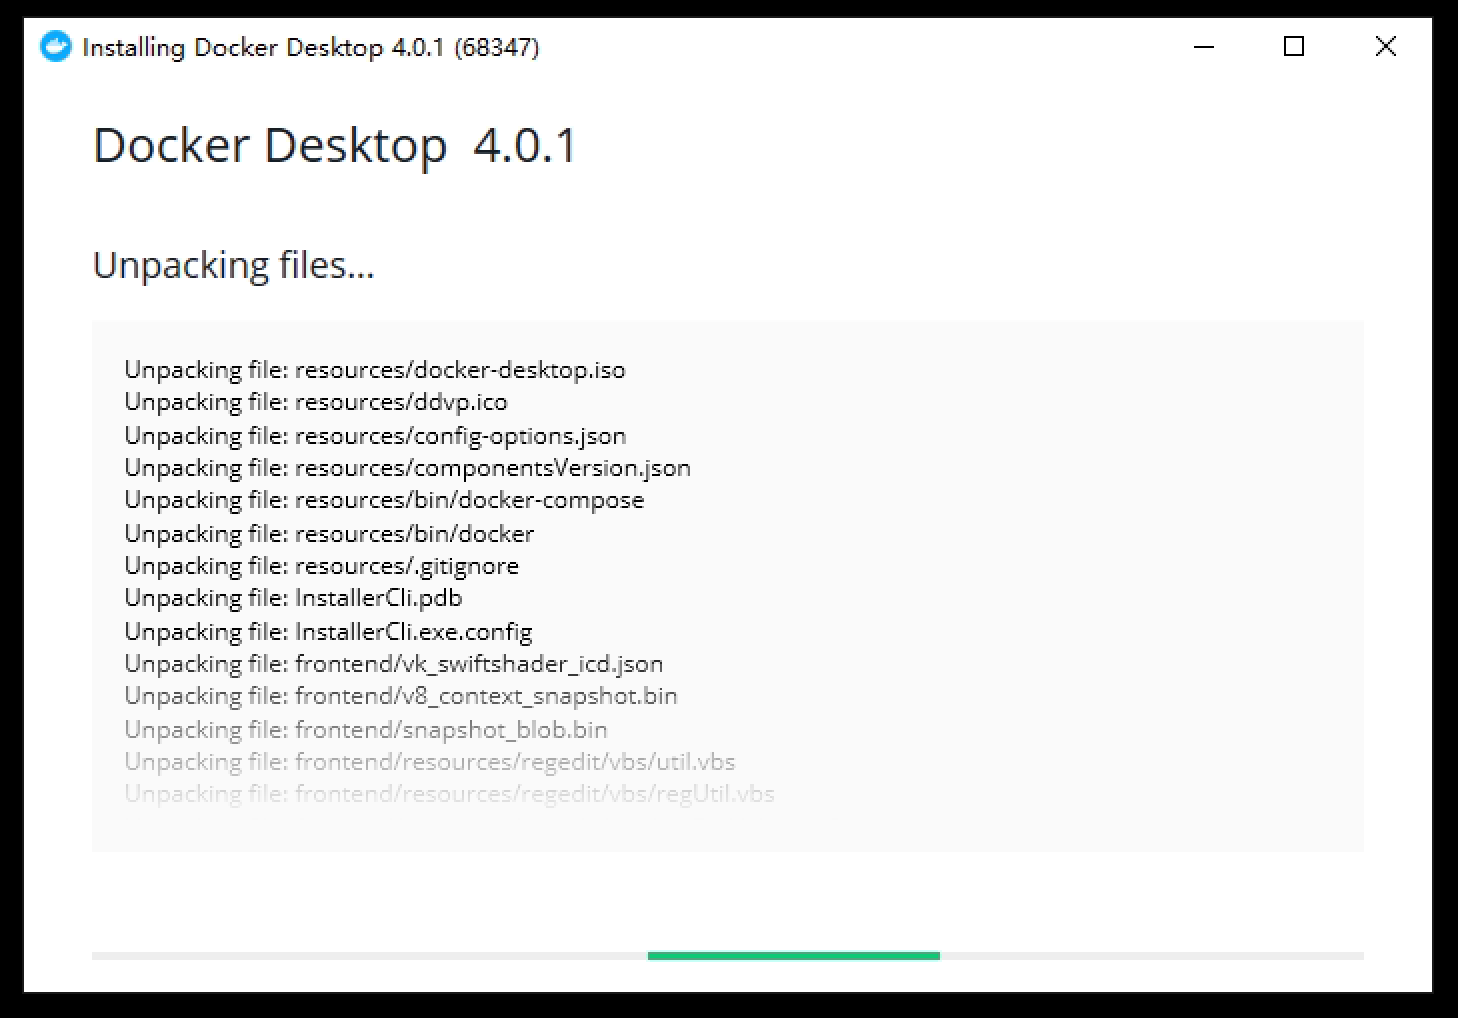 Installing Docker Desktop 4.0.1 (68347)
Docker Desktop 4.0.1
Unpacking files...
Unpacking file: resources/docker-desktop.iso
Unpacking file: resources/ddvp.ico
Unpacking file: resources/config-options.json
Unpacking file: resources/componentsVersion.json
Unpacking file: resources/bin/docker-compose
Unpacking file: resources/bin/docker
Unpacking file: resources/.gitignore
Unpacking file: InstallerCli.pdb
Unpacking file: InstallerCli.exe.config
Unpacking file: frontend/vk_swiftshader_icd.json
Unpacking file: frontend/v8_context_snapshot.bin
Unpacking file: frontend/snapshot_blob.bin
Unpacking file: frontend/resources/regedit/vbs/util.vbs
Unpacking file: frontend/resources/regedit/vbs/regUtil.vbs